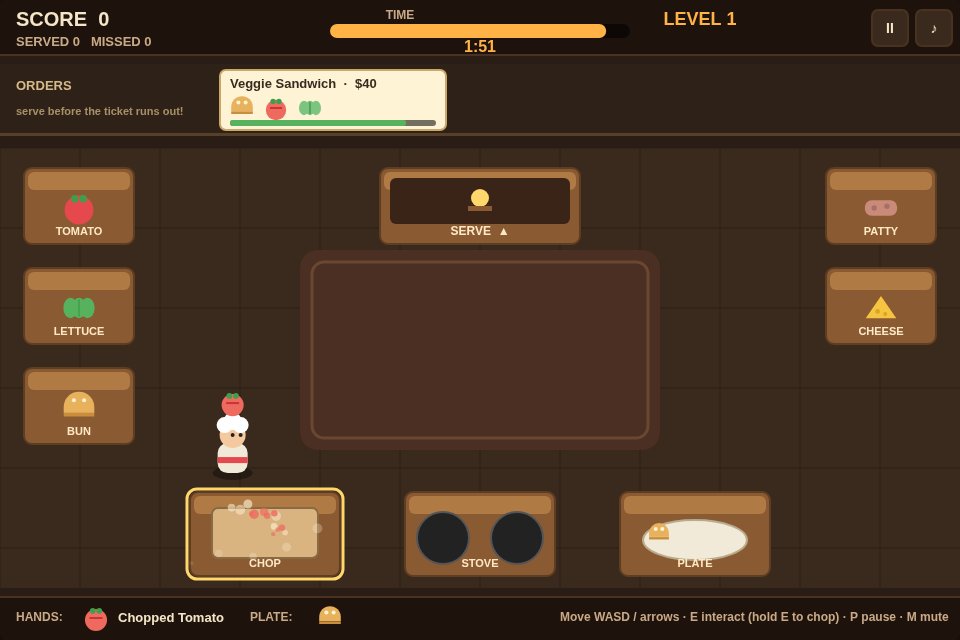 SCORE 0
SERVED 0 MISSED 0
TIME
1:51
LEVEL 1
ORDERS
serve before the ticket runs out!
Veggie Sandwich · $40
TOMATO
SERVE ▲
PATTY
LETTUCE
CHEESE
BUN
CHOP
STOVE
PLATE
HANDS: Chopped Tomato PLATE:
Move WASD / arrows · E interact (hold E to chop) · P pause · M mute